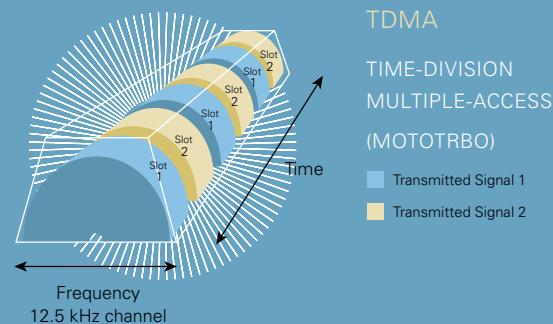 TDMA
TIME-DIVISION
MULTIPLE-ACCESS
(MOTOTRBO)
Transmitted Signal 1
Transmitted Signal 2
Slot
2
Slot
1
Slot
2
Slot
1
Slot
2
Slot
1
Time
Frequency
12.5 kHz channel